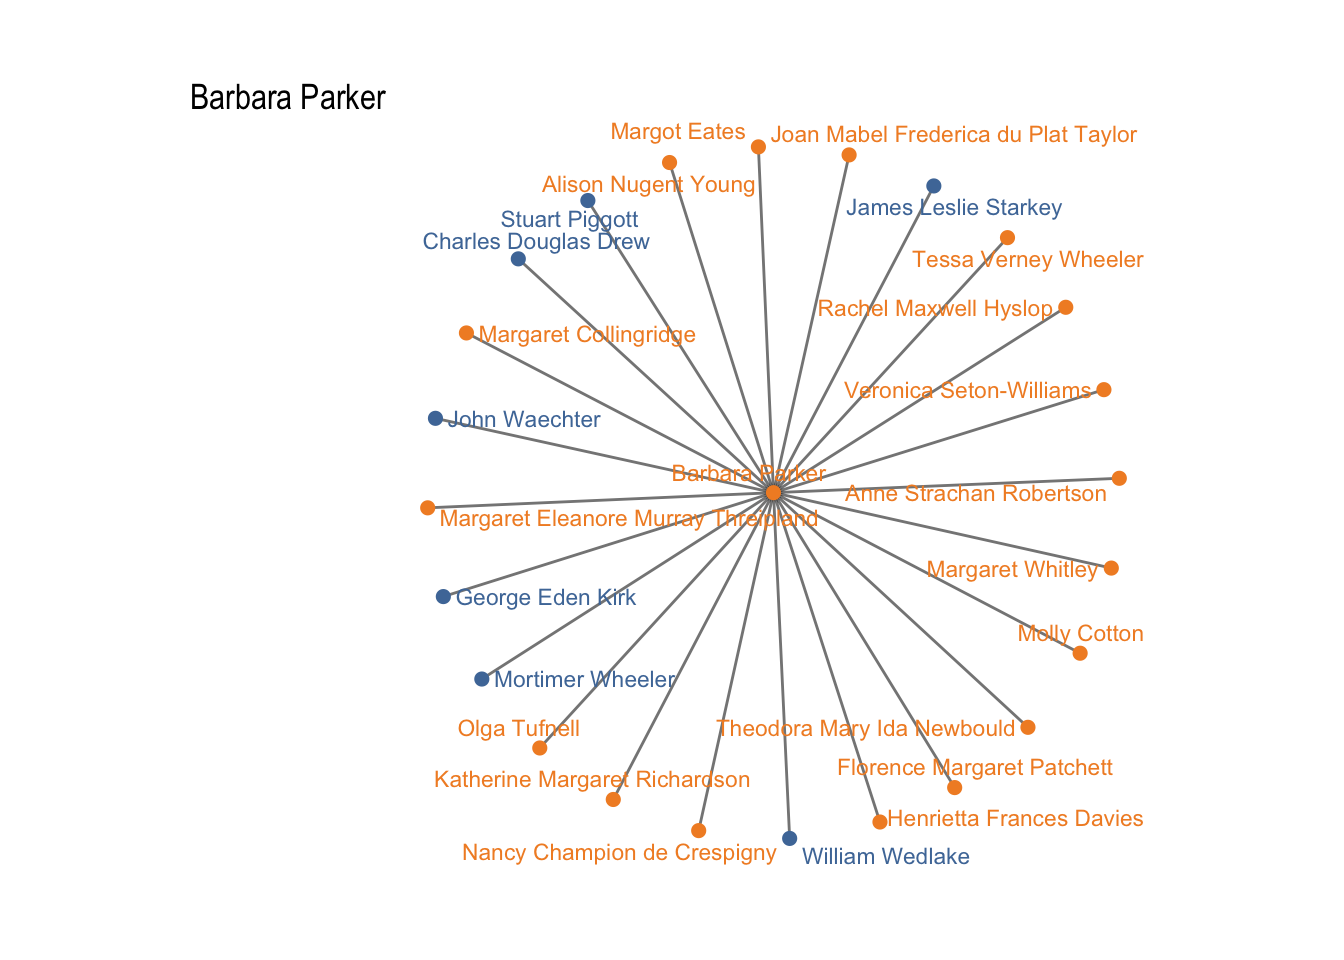 Barbara Parker
Margot Eates
Joan Mabel Frederica du Plat Taylor
Alison Nugent Young
James Leslie Starkey
Stuart Piggott
Charles Douglas Drew
Tessa Verney Wheeler
Rachel Maxwell Hyslop
Margaret Collingridge
Veronica Seton-Williams
John Waechter
Barbara Parker
Anne Strachan Robertson
Margaret Eleanore Murray Threipland
Margaret Whitley
George Eden Kirk
Molly Cotton
Mortimer Wheeler
Olga Tufnell
Theodora Mary Ida Newbould
Florence Margaret Patchett
Katherine Margaret Richardson
Henrietta Frances Davies
Nancy Champion de Crespigny
William Wedlake